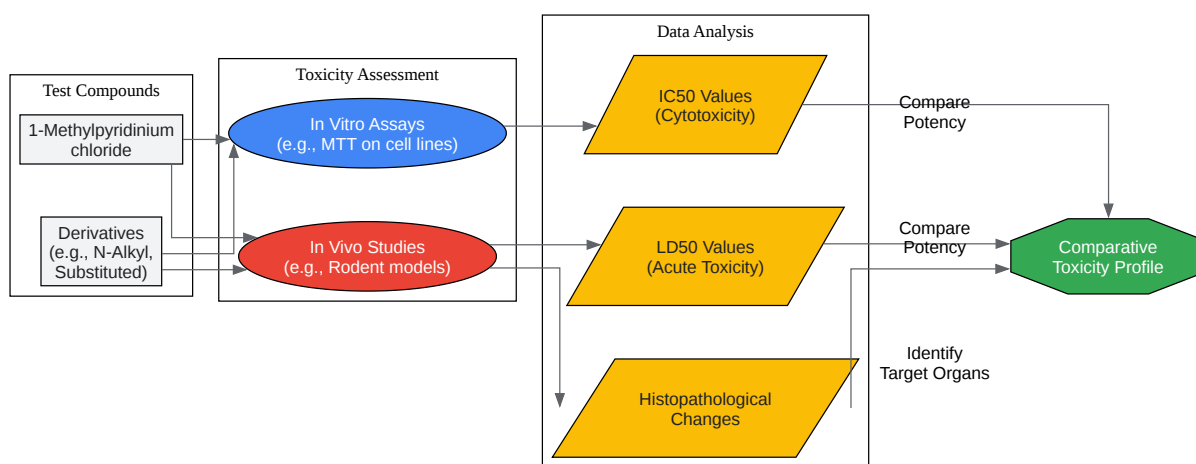 Test Compounds
1-Methylpyridinium
chloride
Derivatives
(e.g., N-Alkyl,
Substituted)
Toxicity Assessment
In Vitro Assays
(e.g., MTT on cell lines)
In Vivo Studies
(e.g., Rodent models)
Data Analysis
IC50 Values
(Cytotoxicity)
LD50 Values
(Acute Toxicity)
Histopathological
Changes
Compare
Potency
Compare
Potency
Identify
Target Organs
Comparative
Toxicity Profile